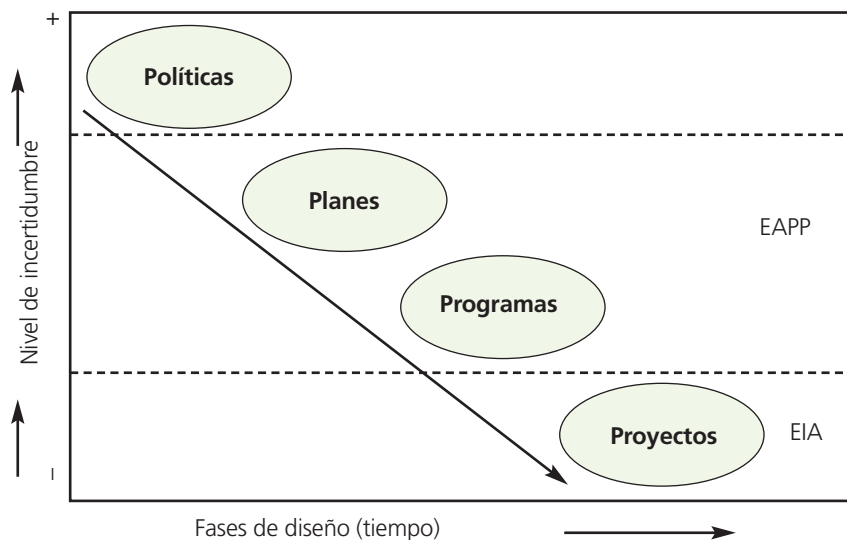 +
Políticas
Planes
EAPP
Programas
Proyectos
EIA
Nivel de incertidumbre
–
Fases de diseño (tiempo)